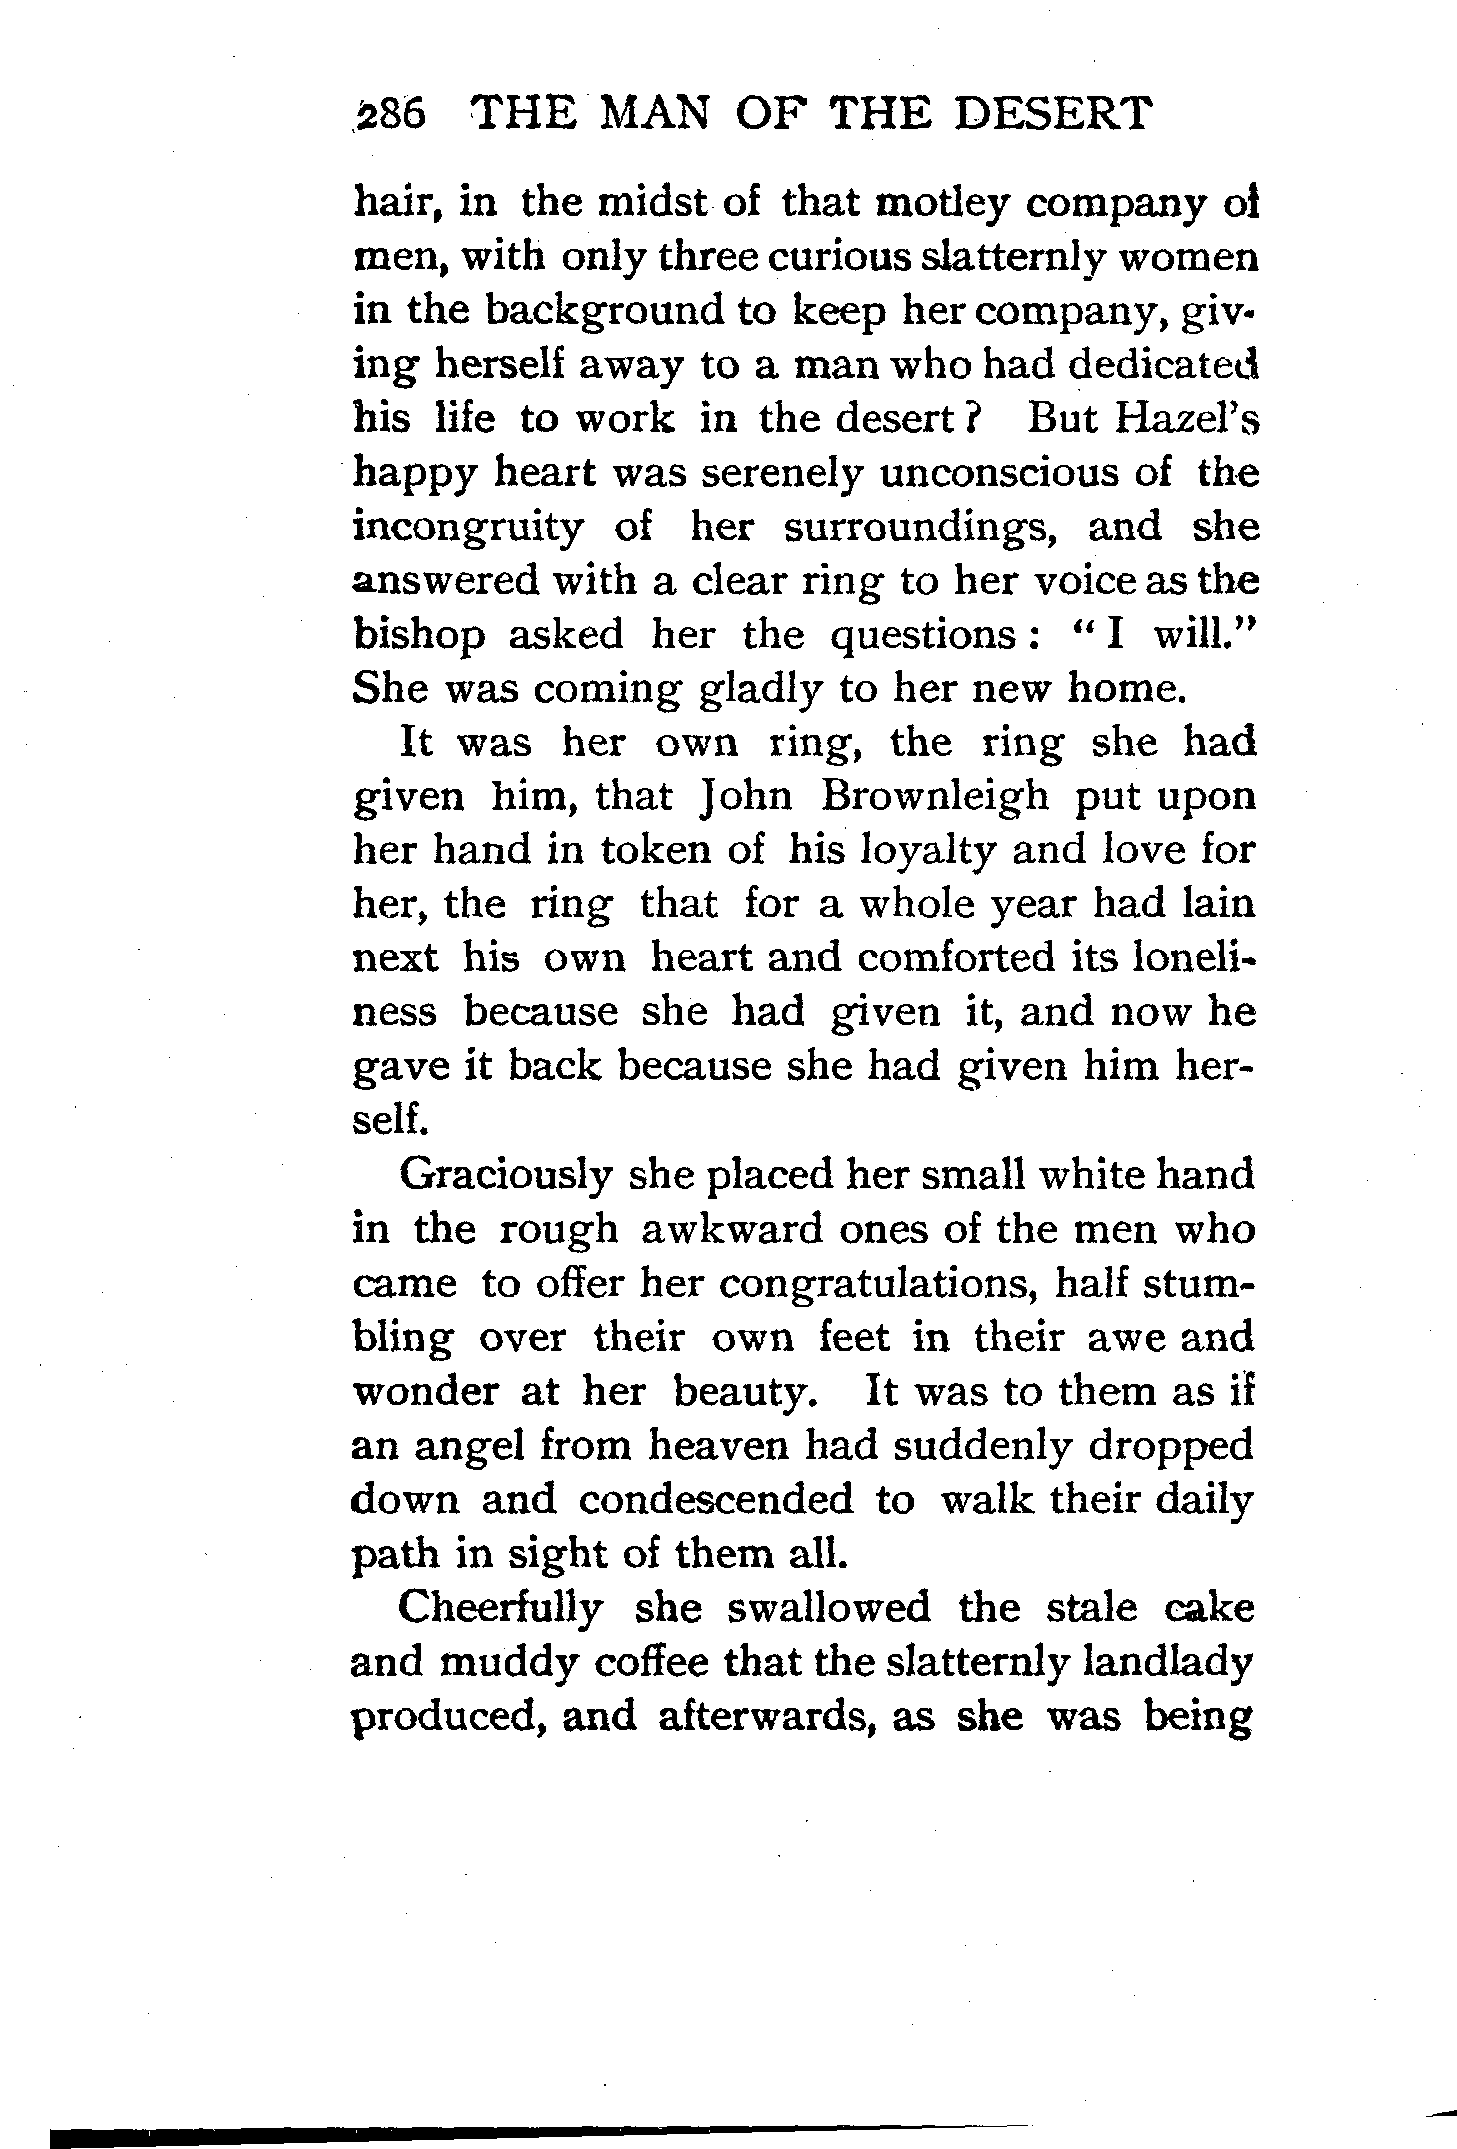 286 THE MAN OF THE DESERT
hair, in the midst of that motley company of
men, with only three curious slatternly women
in the background to keep her company, giv-
ing herself away to a man who had dedicated
his life to work in the desert? But Hazel's
happy heart was serenely unconscious of the
incongruity of her surroundings, and she
answered with a clear ring to her voice as the
bishop asked her the questions: "I will."
She was coming gladly to her new home.
It was her own ring, the ring she had
given him, that John Brownleigh put upon
her hand in token of his loyalty and love for
her, the ring that for a whole year had lain
next his own heart and comforted its loneli-
ness because she had given it, and now he
gave it back because she had given him her-
self.
Graciously she placed her small white hand
in the rough awkward ones of the men who
came to offer her congratulations, half stum-
bling over their own feet in their awe and
wonder at her beauty. It was to them as if
an angel from heaven had suddenly dropped
down and condescended to walk their daily
path in sight of them all.
Cheerfully she swallowed the stale cake
and muddy coffee that the slatternly landlady
produced, and afterwards, as she was being